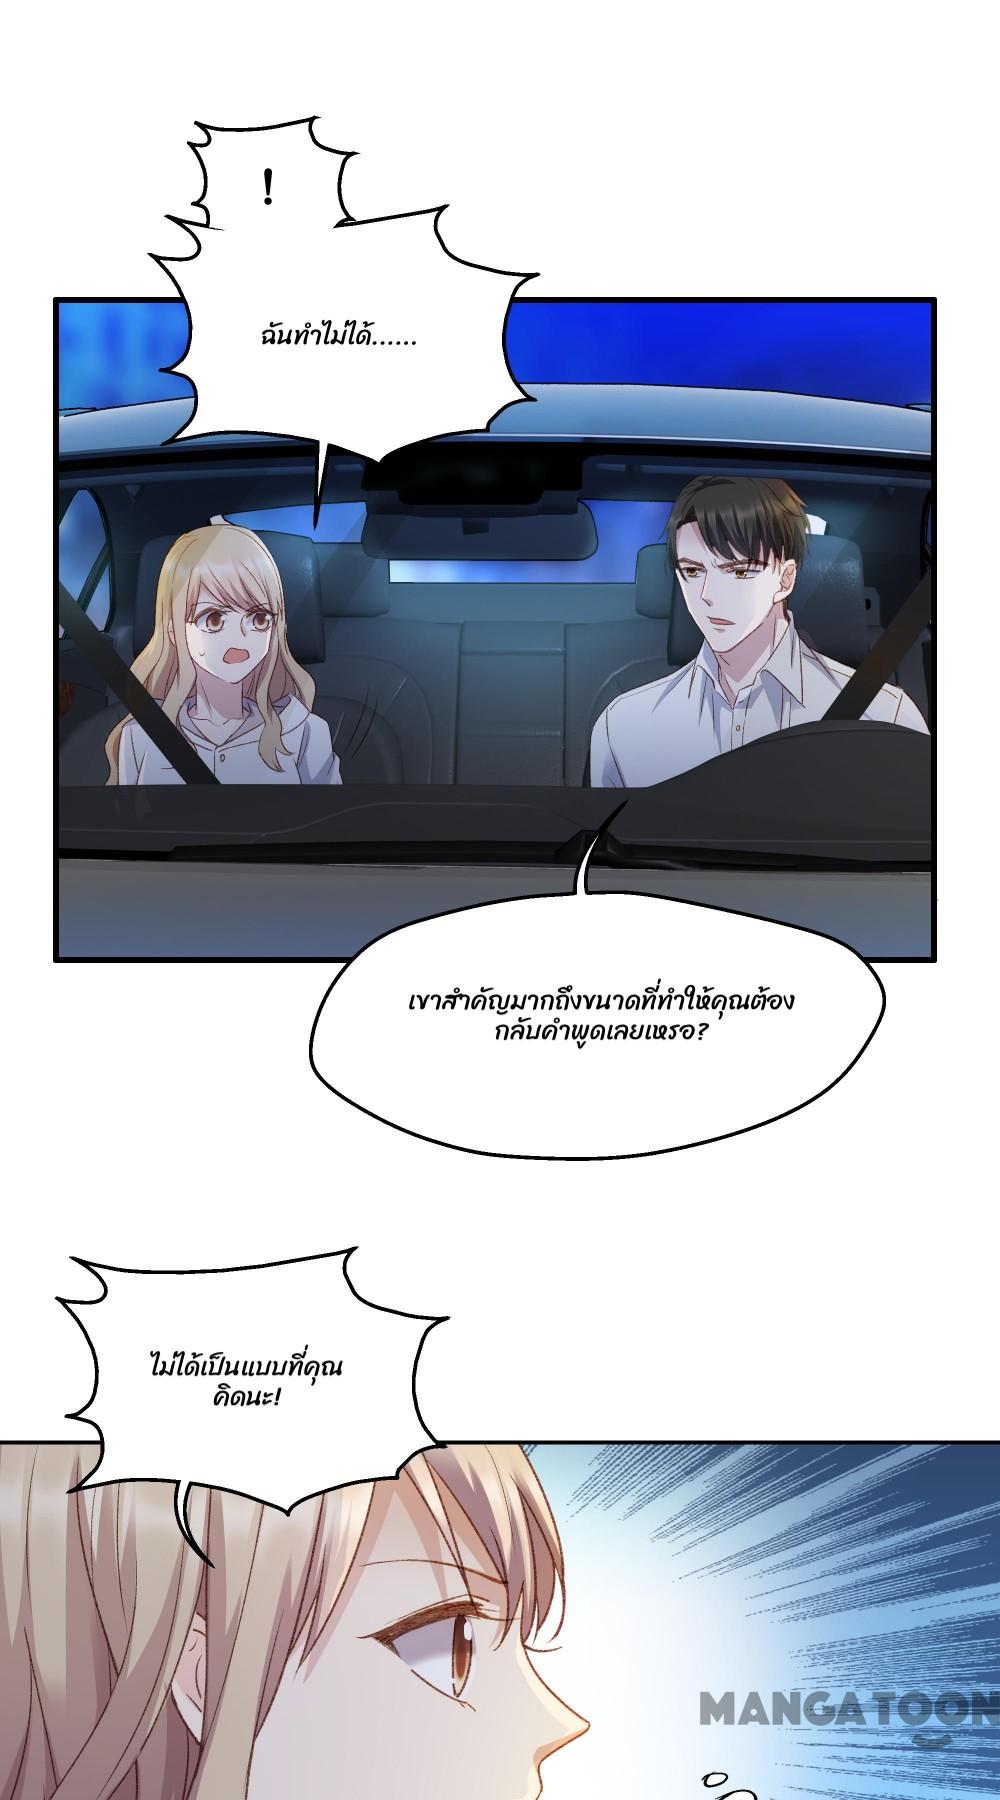 !
ฉันทำไม่ได้......
เขาสำคัญมากถึงขนาดที่ทำให้คุณต้อง
กลับคำพูดเลยเหรอ?
ไม่ได้เป็นแบบที่คุณ
คิดนะ!
MANGATOON